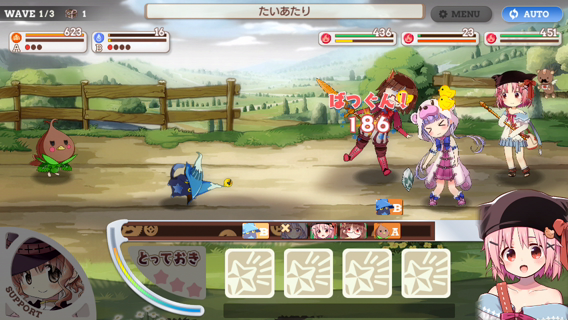 WAVE 1/3 1
たいあたり
MENU
AUTO
623
A
16
B
436
23
451
ばつぐん!
186
B
B
A
とっておき
SUPPORT